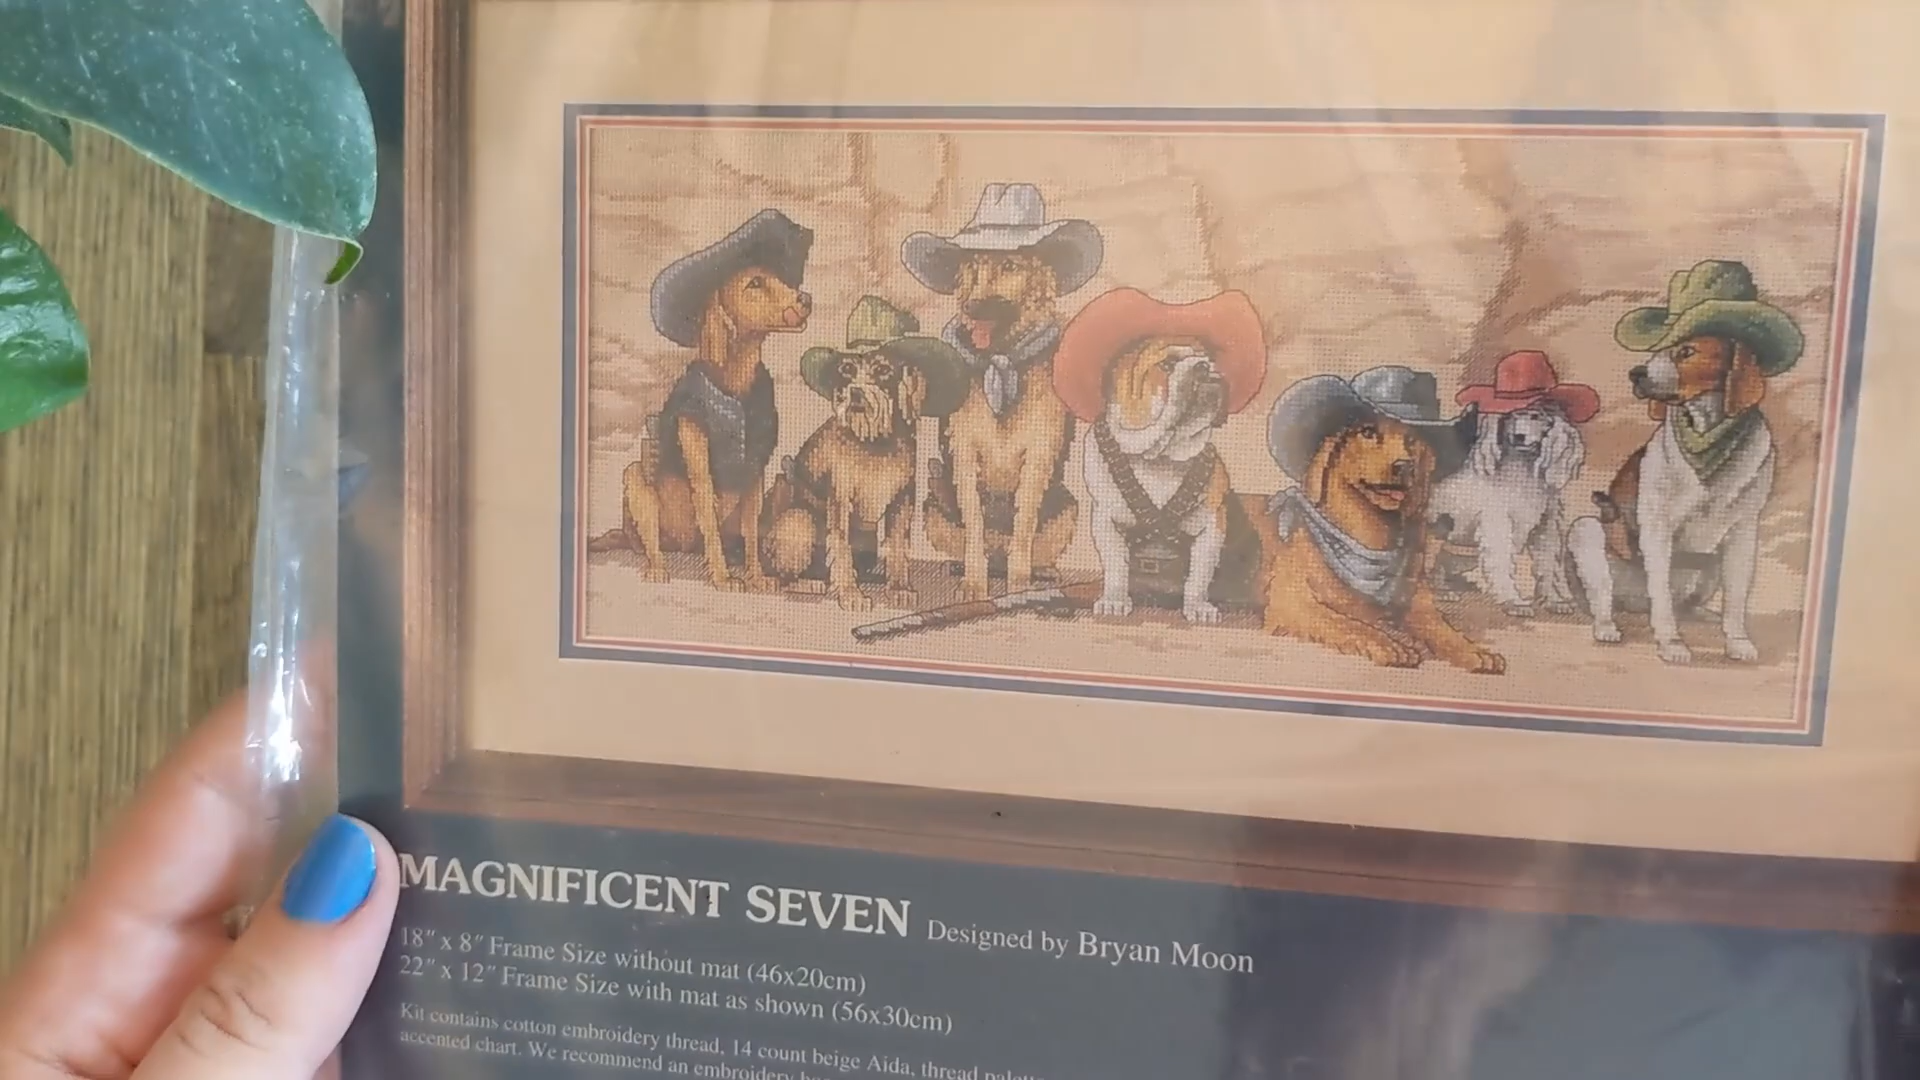 MAGNIFICENT SEVEN Designed by Bryan Moon
18" x 8" Frame Size without mat (46x20cm)
22" x 12" Frame Size with mat as shown (56x30cm)
Kit contains cotton embroidery thread, 14 count beige Aida, thread
accented chart. We recommend an embroidery